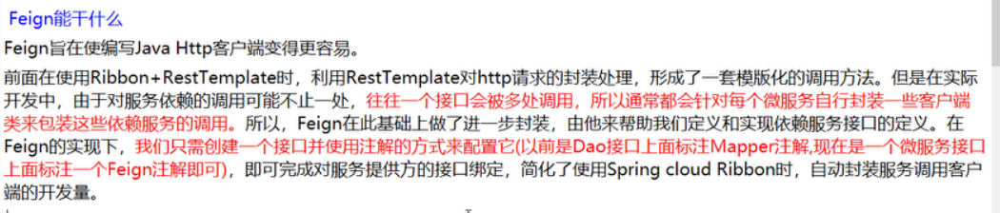 Feign能干什么
Feign旨在使编写Java Http客户端变得更容易。
前面在使用Ribbon+RestTemplate时，利用RestTemplate对http请求的封装处理，形成了一套模版化的调用方法。但是在实际
开发中，由于对服务依赖的调用可能不止一处，往往一个接口会被多处调用，所以通常都会针对每个微服务自行封装一些客户端
类来包装这些依赖服务的调用。所以，Feign在此基础上做了进一步封装，由他来帮助我们定义和实现依赖服务接口的定义。在
Feign的实现下，我们只需创建一个接口并使用注解的方式来配置它(以前是Dao接口上面标注Mapper注解,现在是一个微服务接口
上面标注一个Feign注解即可)，即可完成对服务提供方的接口绑定，简化了使用Spring cloud Ribbon时，自动封装服务调用客户
端的开发量。